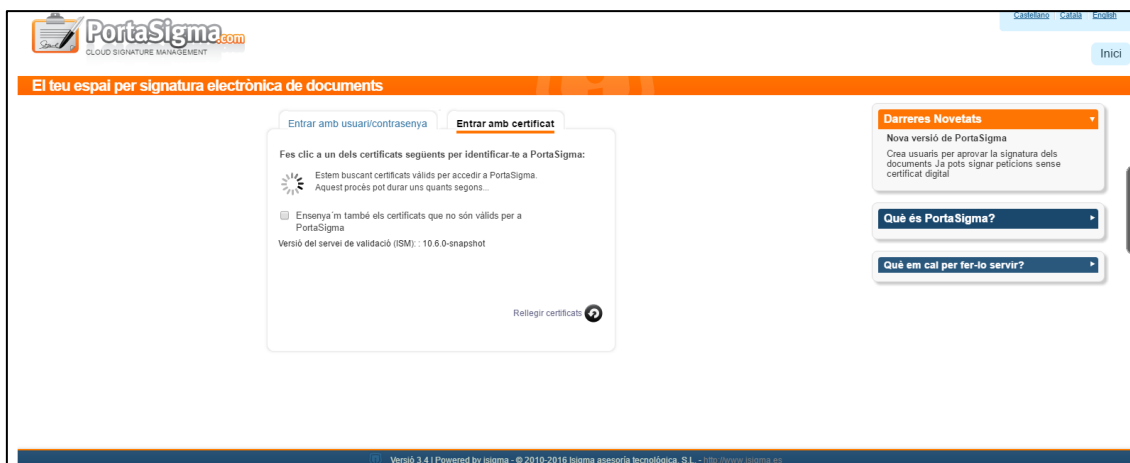 Castellano Català English
PortaSigma.com
CLOUD SIGNATURE MANAGEMENT
Inici
El teu espai per signatura electrònica de documents
Entrar amb usuari/contrasenya Entrar amb certificat
Fes clic a un dels certificats següents per identificar-te a PortaSigma:
Estem buscant certificats vàlids per accedir a PortaSigma.
Aquest procés pot durar uns quants segons...
Ensenya´m també els certificats que no són vàlids per a
PortaSigma
Versió del servei de validació (ISM): : 10.6.0-snapshot
Rellegir certificats
Darreres Novetats
Nova versió de PortaSigma
Crea usuaris per aprovar la signatura dels
documents Ja pots signar peticions sense
certificat digital
Què és PortaSigma?
Què em cal per fer-lo servir?
Versió 3.4 | Powered by isigma - © 2010-2016 Isigma asesoría tecnológica, S.L. - http://www.isigma.es